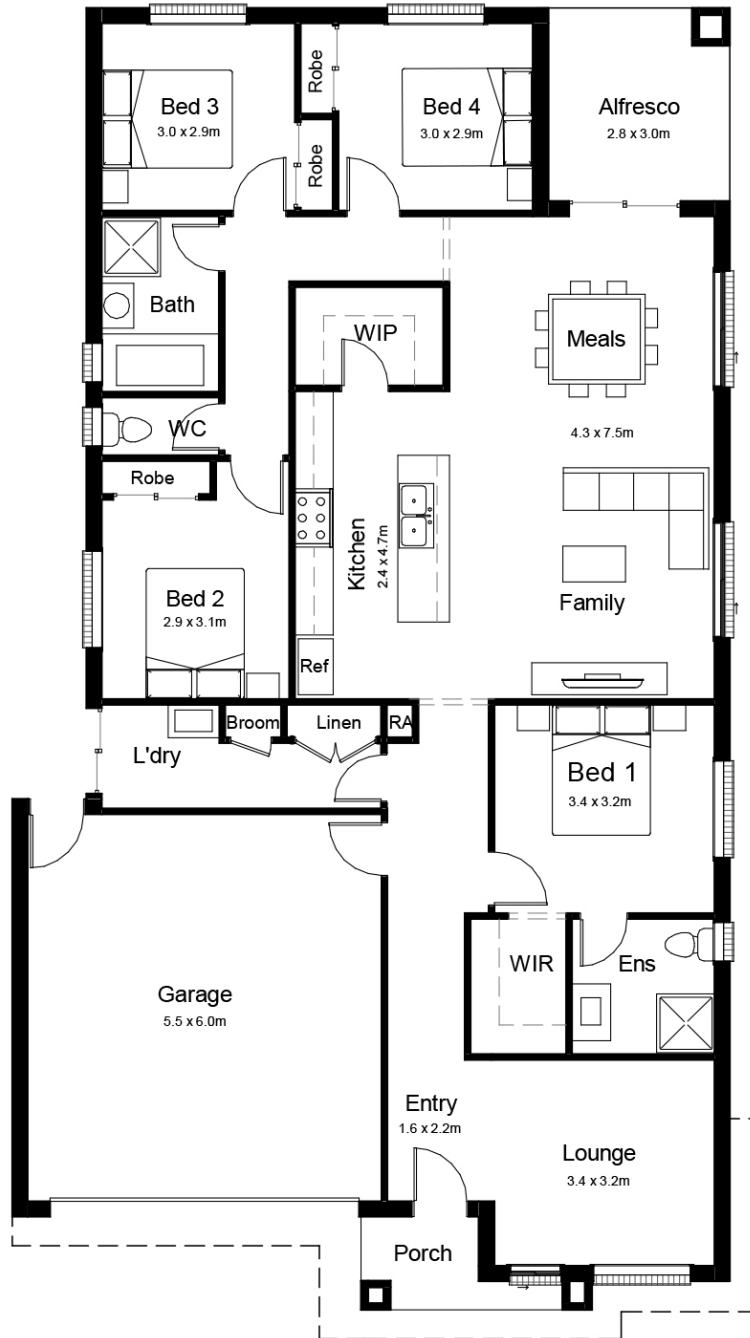 Bed 3
3.0 x 2.9m
Robe
Robe
Bed 4
3.0 x 2.9m
Alfresco
2.8 x 3.0m
Bath
WIP
Meals
4.3 x 7.5m
WC
Robe
Kitchen
2.4 x 4.7m
Bed 2
2.9 x 3.1m
Family
Ref
Broom
Linen
RA
L'dry
Bed 1
3.4 x 3.2m
WIR
Ens
Garage
5.5 x 6.0m
Entry
1.6 x 2.2m
Lounge
3.4 x 3.2m
Porch